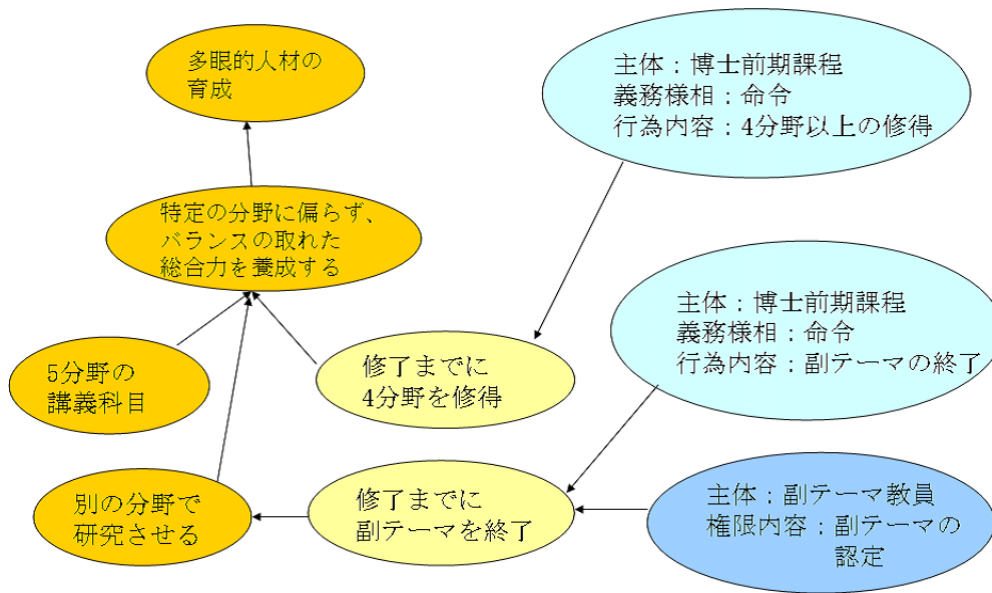 多眼的人材の
育成
主体：博士前期課程
義務様相：命令
行為内容：4分野以上の修得
特定の分野に偏らず、
バランスの取れた
総合力を養成する
主体：博士前期課程
義務様相：命令
行為内容：副テーマの終了
5分野の
講義科目
修了までに
4分野を修得
別の分野で
研究させる
修了までに
副テーマを終了
主体：副テーマ教員
権限内容：副テーマの
認定